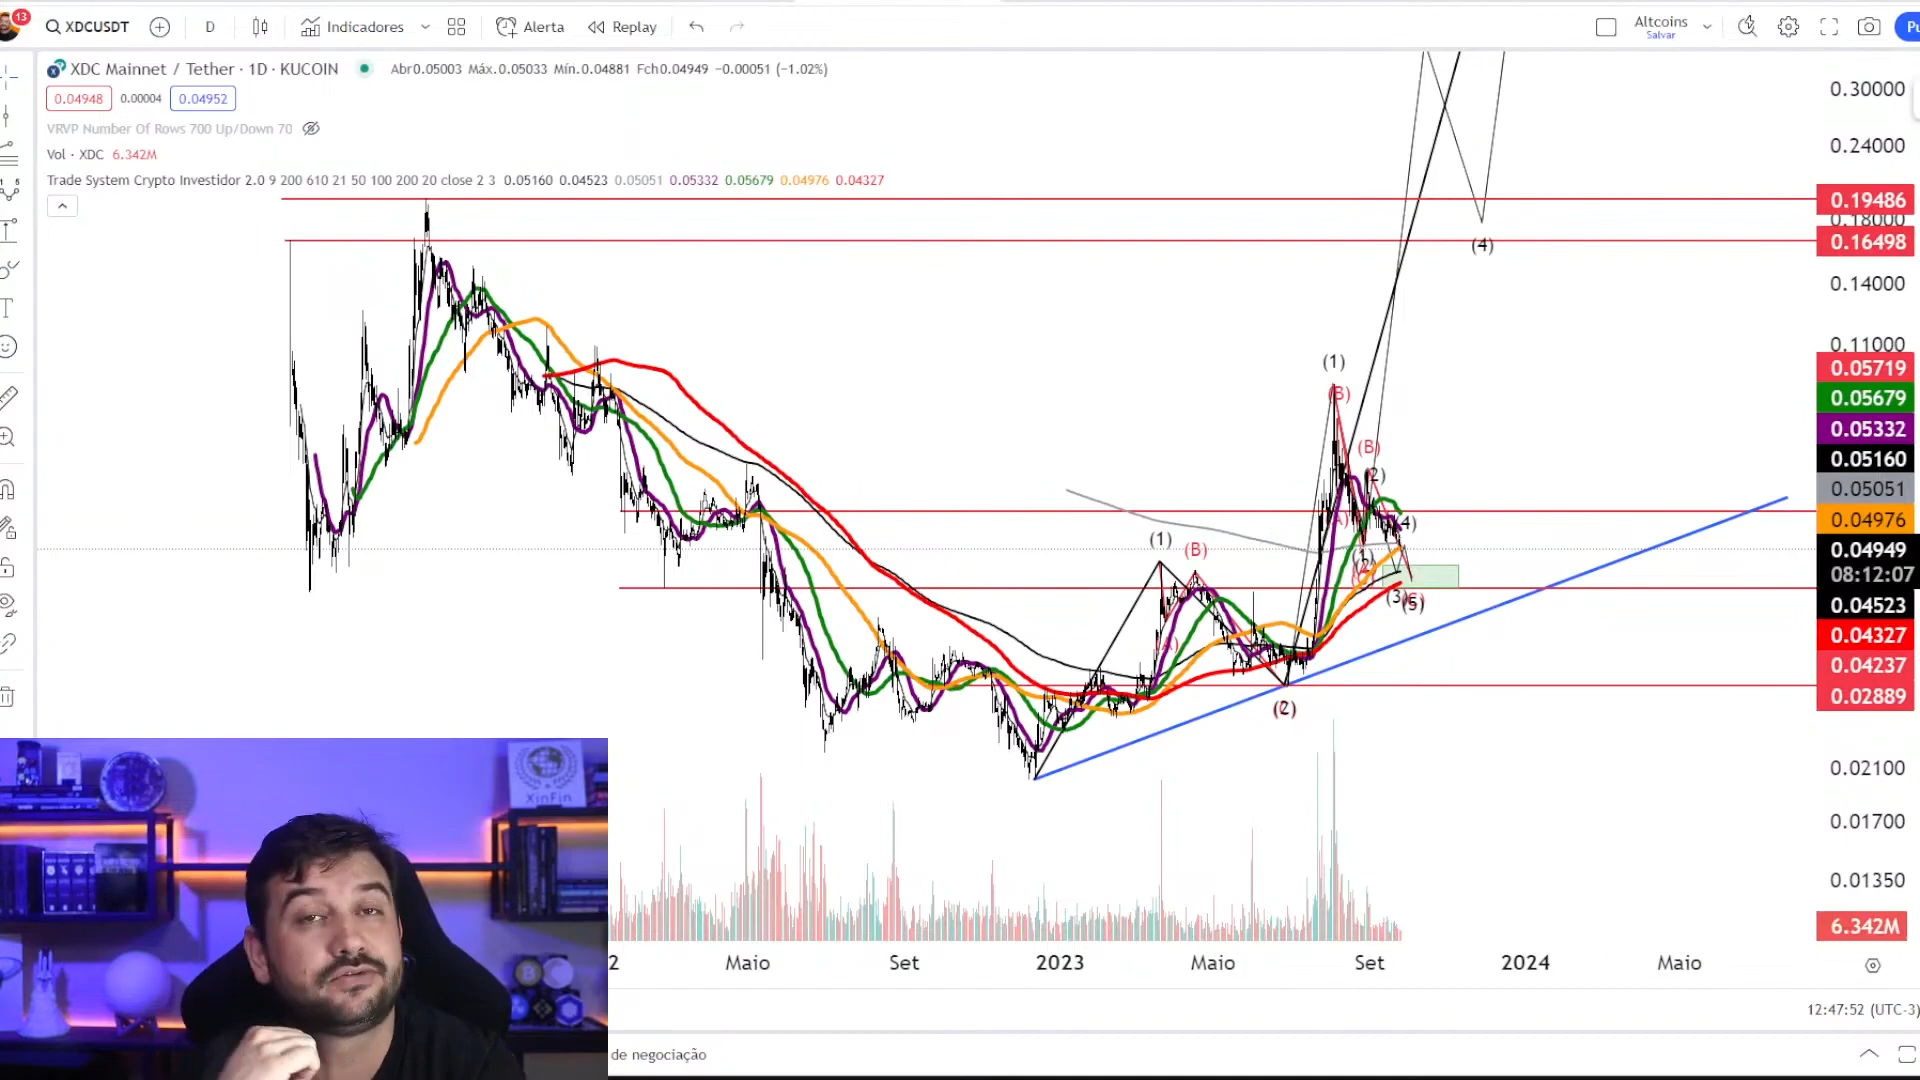 13
XDCUSDT
D
Indicadores
Alerta
Replay
Altcoins
Salvar
XDC Mainnet / Tether · 1D · KUCOIN
Abr0.05003 Máx.0.05033 Mín.0.04881 Fch0.04949 −0.00051 (−1.02%)
0.04948 0.00004 0.04952
VRVP Number Of Rows 700 Up/Down 70
Vol · XDC 6.342M
Trade System Crypto Investidor 2.0 9 200 610 21 50 100 200 20 close 2 3 0.05160 0.04523 0.05051 0.05332 0.05679 0.04976 0.04327
0.30000
0.24000
0.19486
0.18000
0.16498
0.14000
0.11000
0.05719
0.05679
0.05332
0.05160
0.05051
0.04976
0.04949
08:12:07
0.04523
0.04327
0.04237
0.02889
0.02100
0.01700
0.01350
6.342M
(4)
(1)
(B)
(B)
(2)
(1)
(B)
(2)
XinFin
Maio
Set
2023
Maio
Set
2024
Maio
12:47:52 (UTC-3)
de negociação